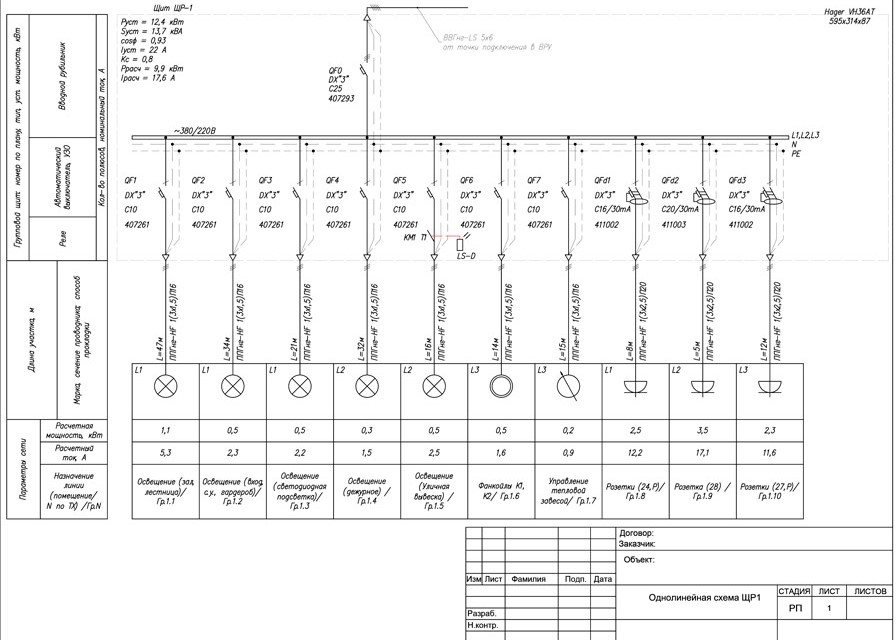 Щит ЩР-1
Руст = 12,4 кВт
Sуст = 13,7 кВА
cosф = 0,93
Iуст = 22 А
Кс = 0,8
Ррасч = 9,9 кВт
Iрасч = 17,6 А
Hager VH36AT
595x314x87
ВВГнг-LS 5х6
от точки подключения в ВРУ
QF0
DX"3"
C25
407293
~380/220В
L1,L2,L3
N
PE
Групповой щит: номер по плану, тип, уст. мощность, кВт
Вводной рубильник
Автоматический выключатель, УЗО
Реле
Кол-во полюсов, номинальный ток, А
QF1 QF2 QF3 QF4 QF5 QF6 QF7 QFd1 QFd2 QFd3
DX"3" DX"3" DX"3" DX"3" DX"3" DX"3" DX"3" DX"3" DX"3" DX"3"
C10 C10 C10 C10 C10 C10 C10 C16/30mA C20/30mA C16/30mA
407261 407261 407261 407261 407261 407261 407261 411002 411003 411002
КМ1 П
LS-D
Длина участка, м
Марка, сечение проводника, способ прокладки
L=47м L=34м L=21м L=32м L=16м L=14м L=15м L=8м L=5м L=12м
ППГнг-HF 1(3х1,5)П16 ППГнг-HF 1(3х1,5)П16 ППГнг-HF 1(3х1,5)П16 ППГнг-HF 1(3х1,5)П16 ППГнг-HF 1(3х1,5)П16 ППГнг-HF 1(3х1,5)П16 ППГнг-HF 1(3х1,5)П16 ППГнг-HF 1(3х2,5)П20 ППГнг-HF 1(3х2,5)П20 ППГнг-HF 1(3х2,5)П20
L1 L1 L1 L2 L2 L3 L3 L1 L2 L3
Параметры сети
Расчетная мощность, кВт
1,1 0,5 0,5 0,3 0,5 0,5 0,2 2,5 3,5 2,3
Расчетный ток, А
5,3 2,3 2,2 1,5 2,5 1,6 0,9 12,2 17,1 11,6
Назначение
линии
(помещение/
N по ТХ) /Гр.N
Освещение (зал,
лестница)/
Гр.1.1
Освещение (вход,
с.у., гардероб)/
Гр.1.2
Освещение
(светодиодная
подсветка)/
Гр.1.3
Освещение
(дежурное) /
Гр.1.4
Освещение
(Уличная
вывеска) /
Гр.1.5
Фанкойлы К1,
К2/ Гр.1.6
Управление
тепловой
завесой/ Гр.1.7
Розетки (24,Р)/
Гр.1.8
Розетка (28) /
Гр.1.9
Розетки (27,Р)/
Гр.1.10
Договор:
Заказчик:
Объект:
Изм Лист Фамилия Подп. Дата
Однолинейная схема ЩР1
СТАДИЯ ЛИСТ ЛИСТОВ
РП 1
Разраб.
Н.контр.